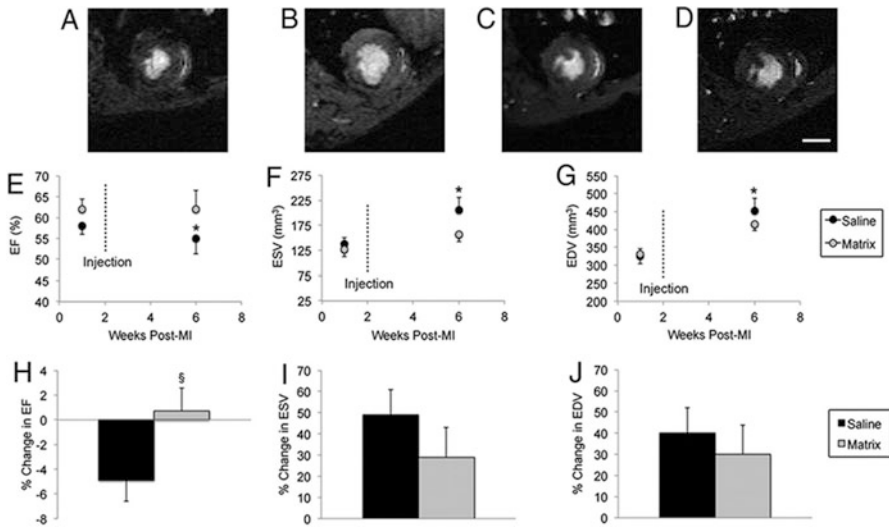 A
B
C
D
E
EF (%)
70
65
60
55
50
45
40
*
Injection
0 2 4 6 8
Weeks Post-MI
F
ESV (mm³)
275
225
175
125
75
25
*
Injection
0 2 4 6 8
Weeks Post-MI
G
EDV (mm³)
550
500
450
400
350
300
250
200
*
Injection
0 2 4 6 8
Weeks Post-MI
Saline
Matrix
H
% Change in EF
4
2
0
-2
-4
-6
-8
§
I
% Change in ESV
70
60
50
40
30
20
10
0
J
% Change in EDV
70
60
50
40
30
20
10
0
Saline
Matrix